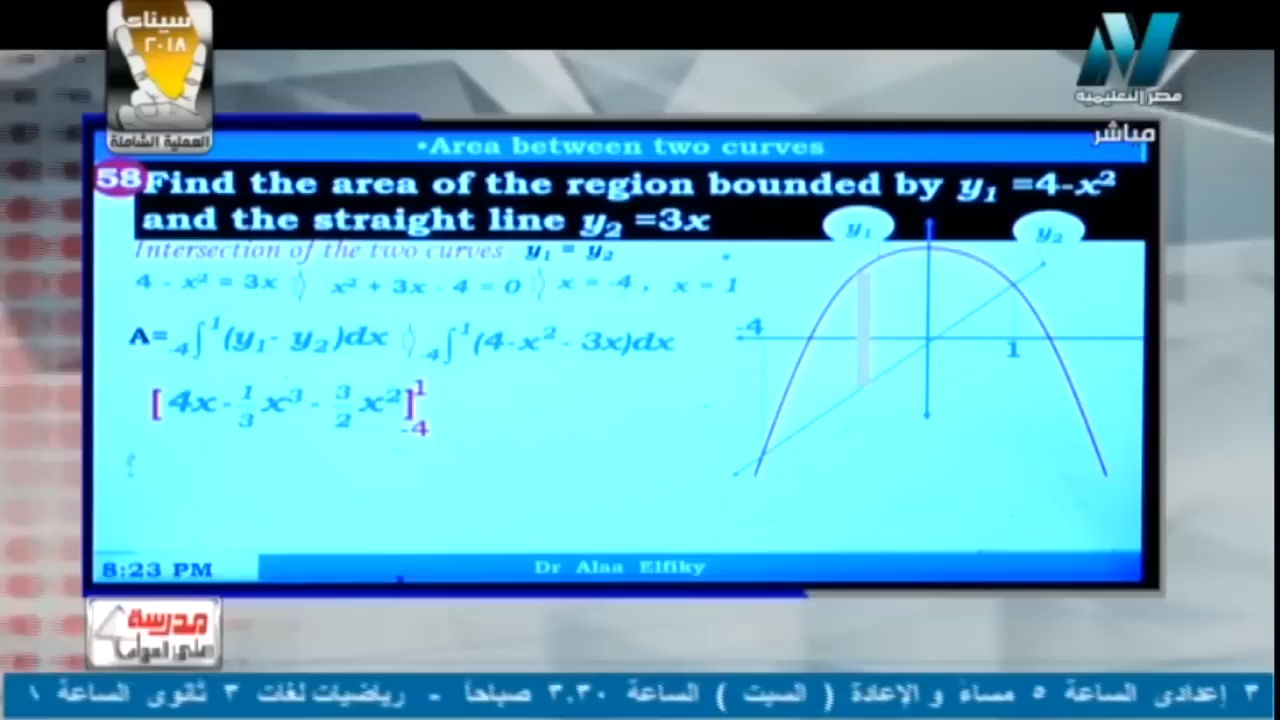 سيناء
٢٠١٨
العملية الشاملة
مصر التعليمية
مباشر
•Area between two curves
58 Find the area of the region bounded by y₁ =4-x²
and the straight line y₂ =3x
y₁
y₂
Intersection of the two curves y₁ = y₂
4 - x² = 3x ⟩ x² + 3x - 4 = 0 ⟩ x = -4 , x = 1
A= ₋₄∫¹(y₁- y₂)dx ⟩ ₋₄∫¹(4-x² - 3x)dx
-4
1
[4x - 1/3 x³ - 3/2 x²]¹₋₄
8:23 PM
Dr Alaa Elfiky
مدرسة
على الهواء
٣ إعدادى الساعة ٥ مساءً و الإعادة ( السبت ) الساعة ٣.٣٠ صباحاً - رياضيات لغات ٣ ثانوى الساعة ١